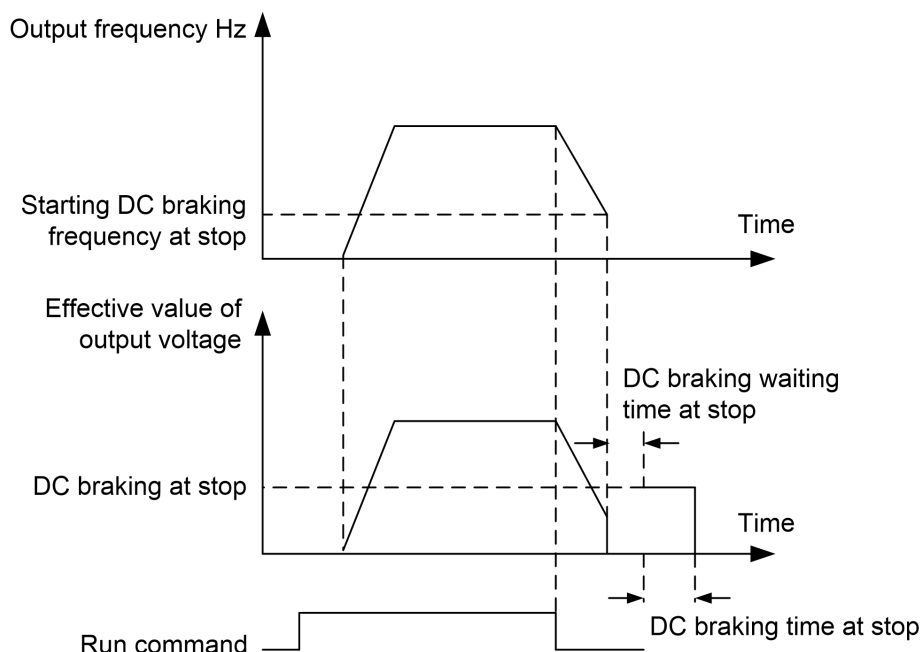 Output frequency Hz
Starting DC braking
frequency at stop
Time
Effective value of
output voltage
DC braking waiting
time at stop
DC braking at stop
Time
DC braking time at stop
Run command